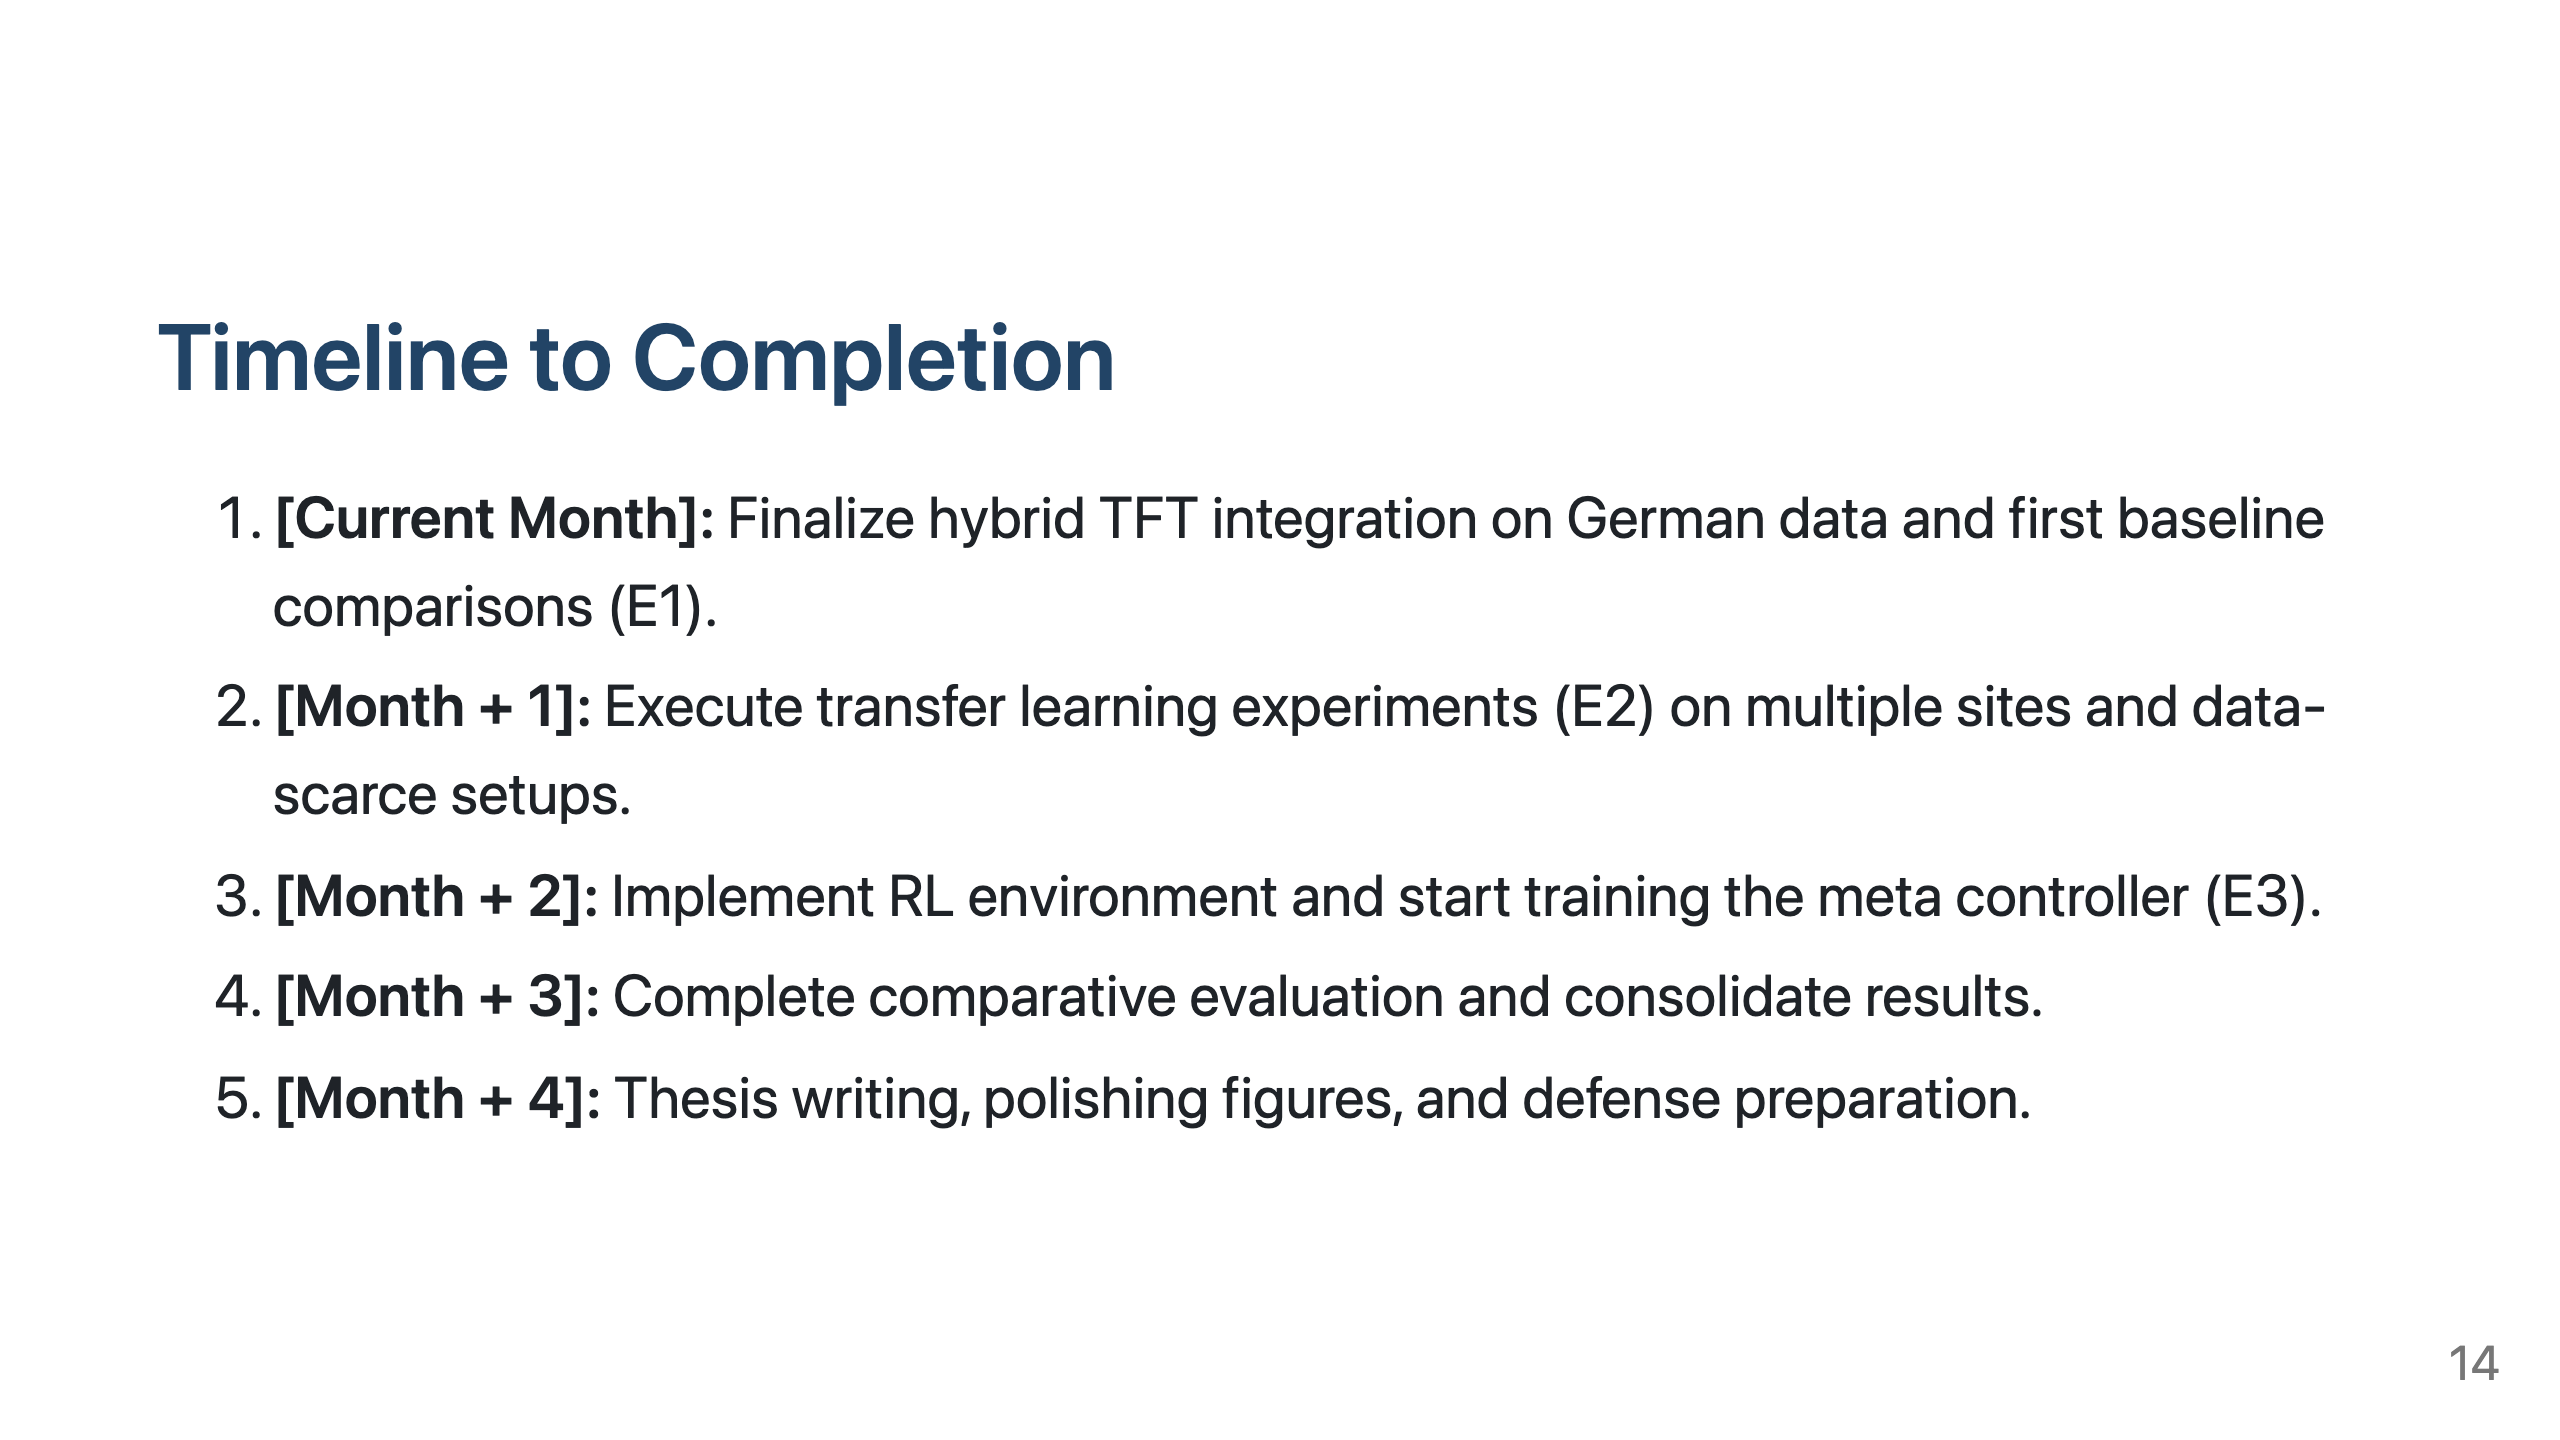 Timeline to Completion
1. [Current Month]: Finalize hybrid TFT integration on German data and first baseline
comparisons (E1).
2. [Month + 1]: Execute transfer learning experiments (E2) on multiple sites and data-
scarce setups.
3. [Month + 2]: Implement RL environment and start training the meta controller (E3).
4. [Month + 3]: Complete comparative evaluation and consolidate results.
5. [Month + 4]: Thesis writing, polishing figures, and defense preparation.
14